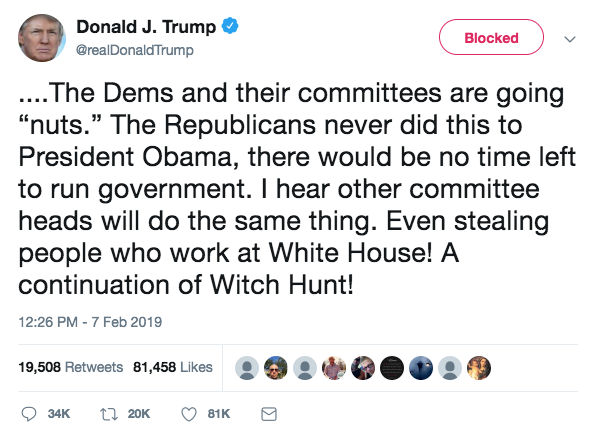 Donald J. Trump
Blocked
@realDonaldTrump
....The Dems and their committees are going
“nuts.” The Republicans never did this to
President Obama, there would be no time left
to run government. I hear other committee
heads will do the same thing. Even stealing
people who work at White House! A
continuation of Witch Hunt!
12:26 PM - 7 Feb 2019
19,508 Retweets 81,458 Likes
34K 20K 81K